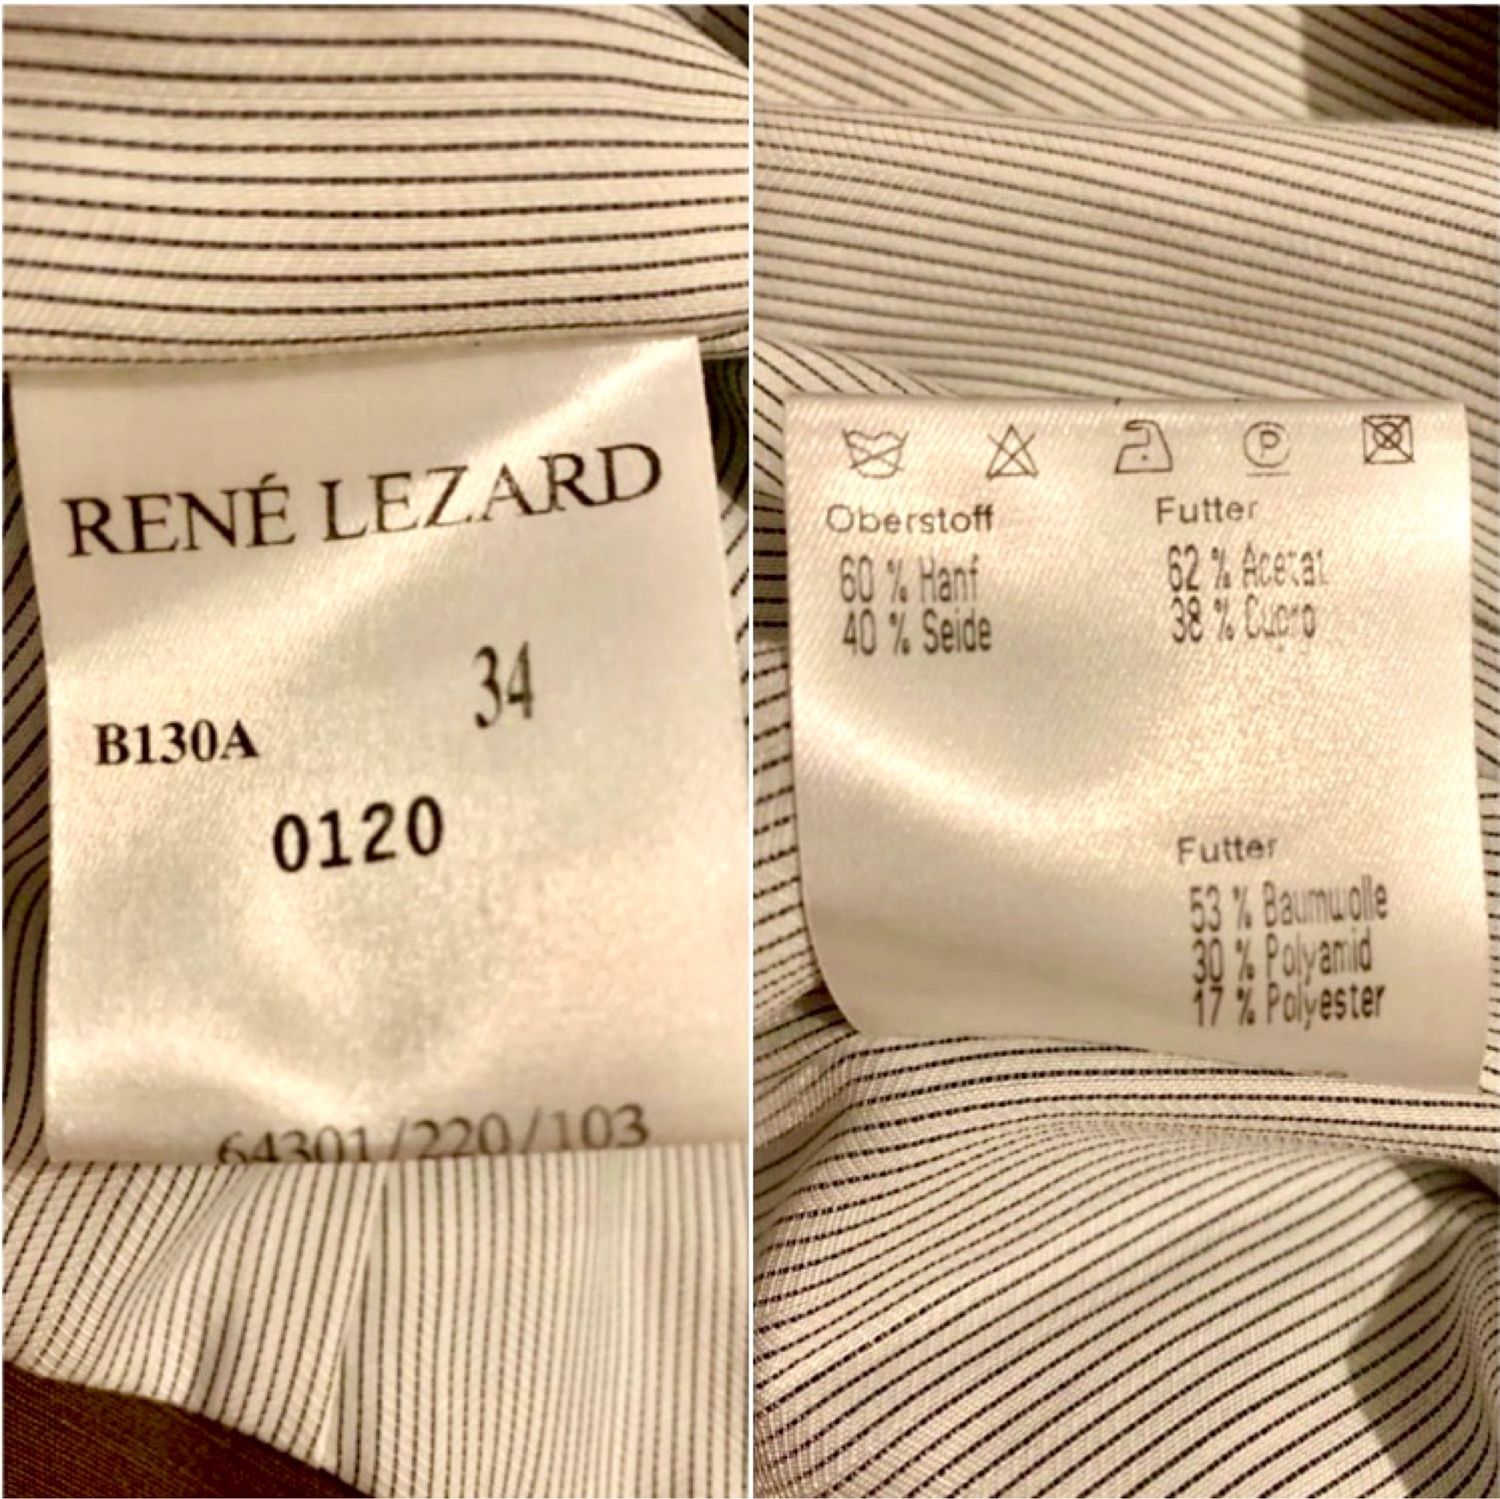 RENÉ LEZARD
34
B130A
0120
64301/220/103
P
Oberstoff
60 % Hanf
40 % Seide
Futter
62 % Acetat
38 % Cupro
Futter
53 % Baumwolle
30 % Polyamid
17 % Polyester